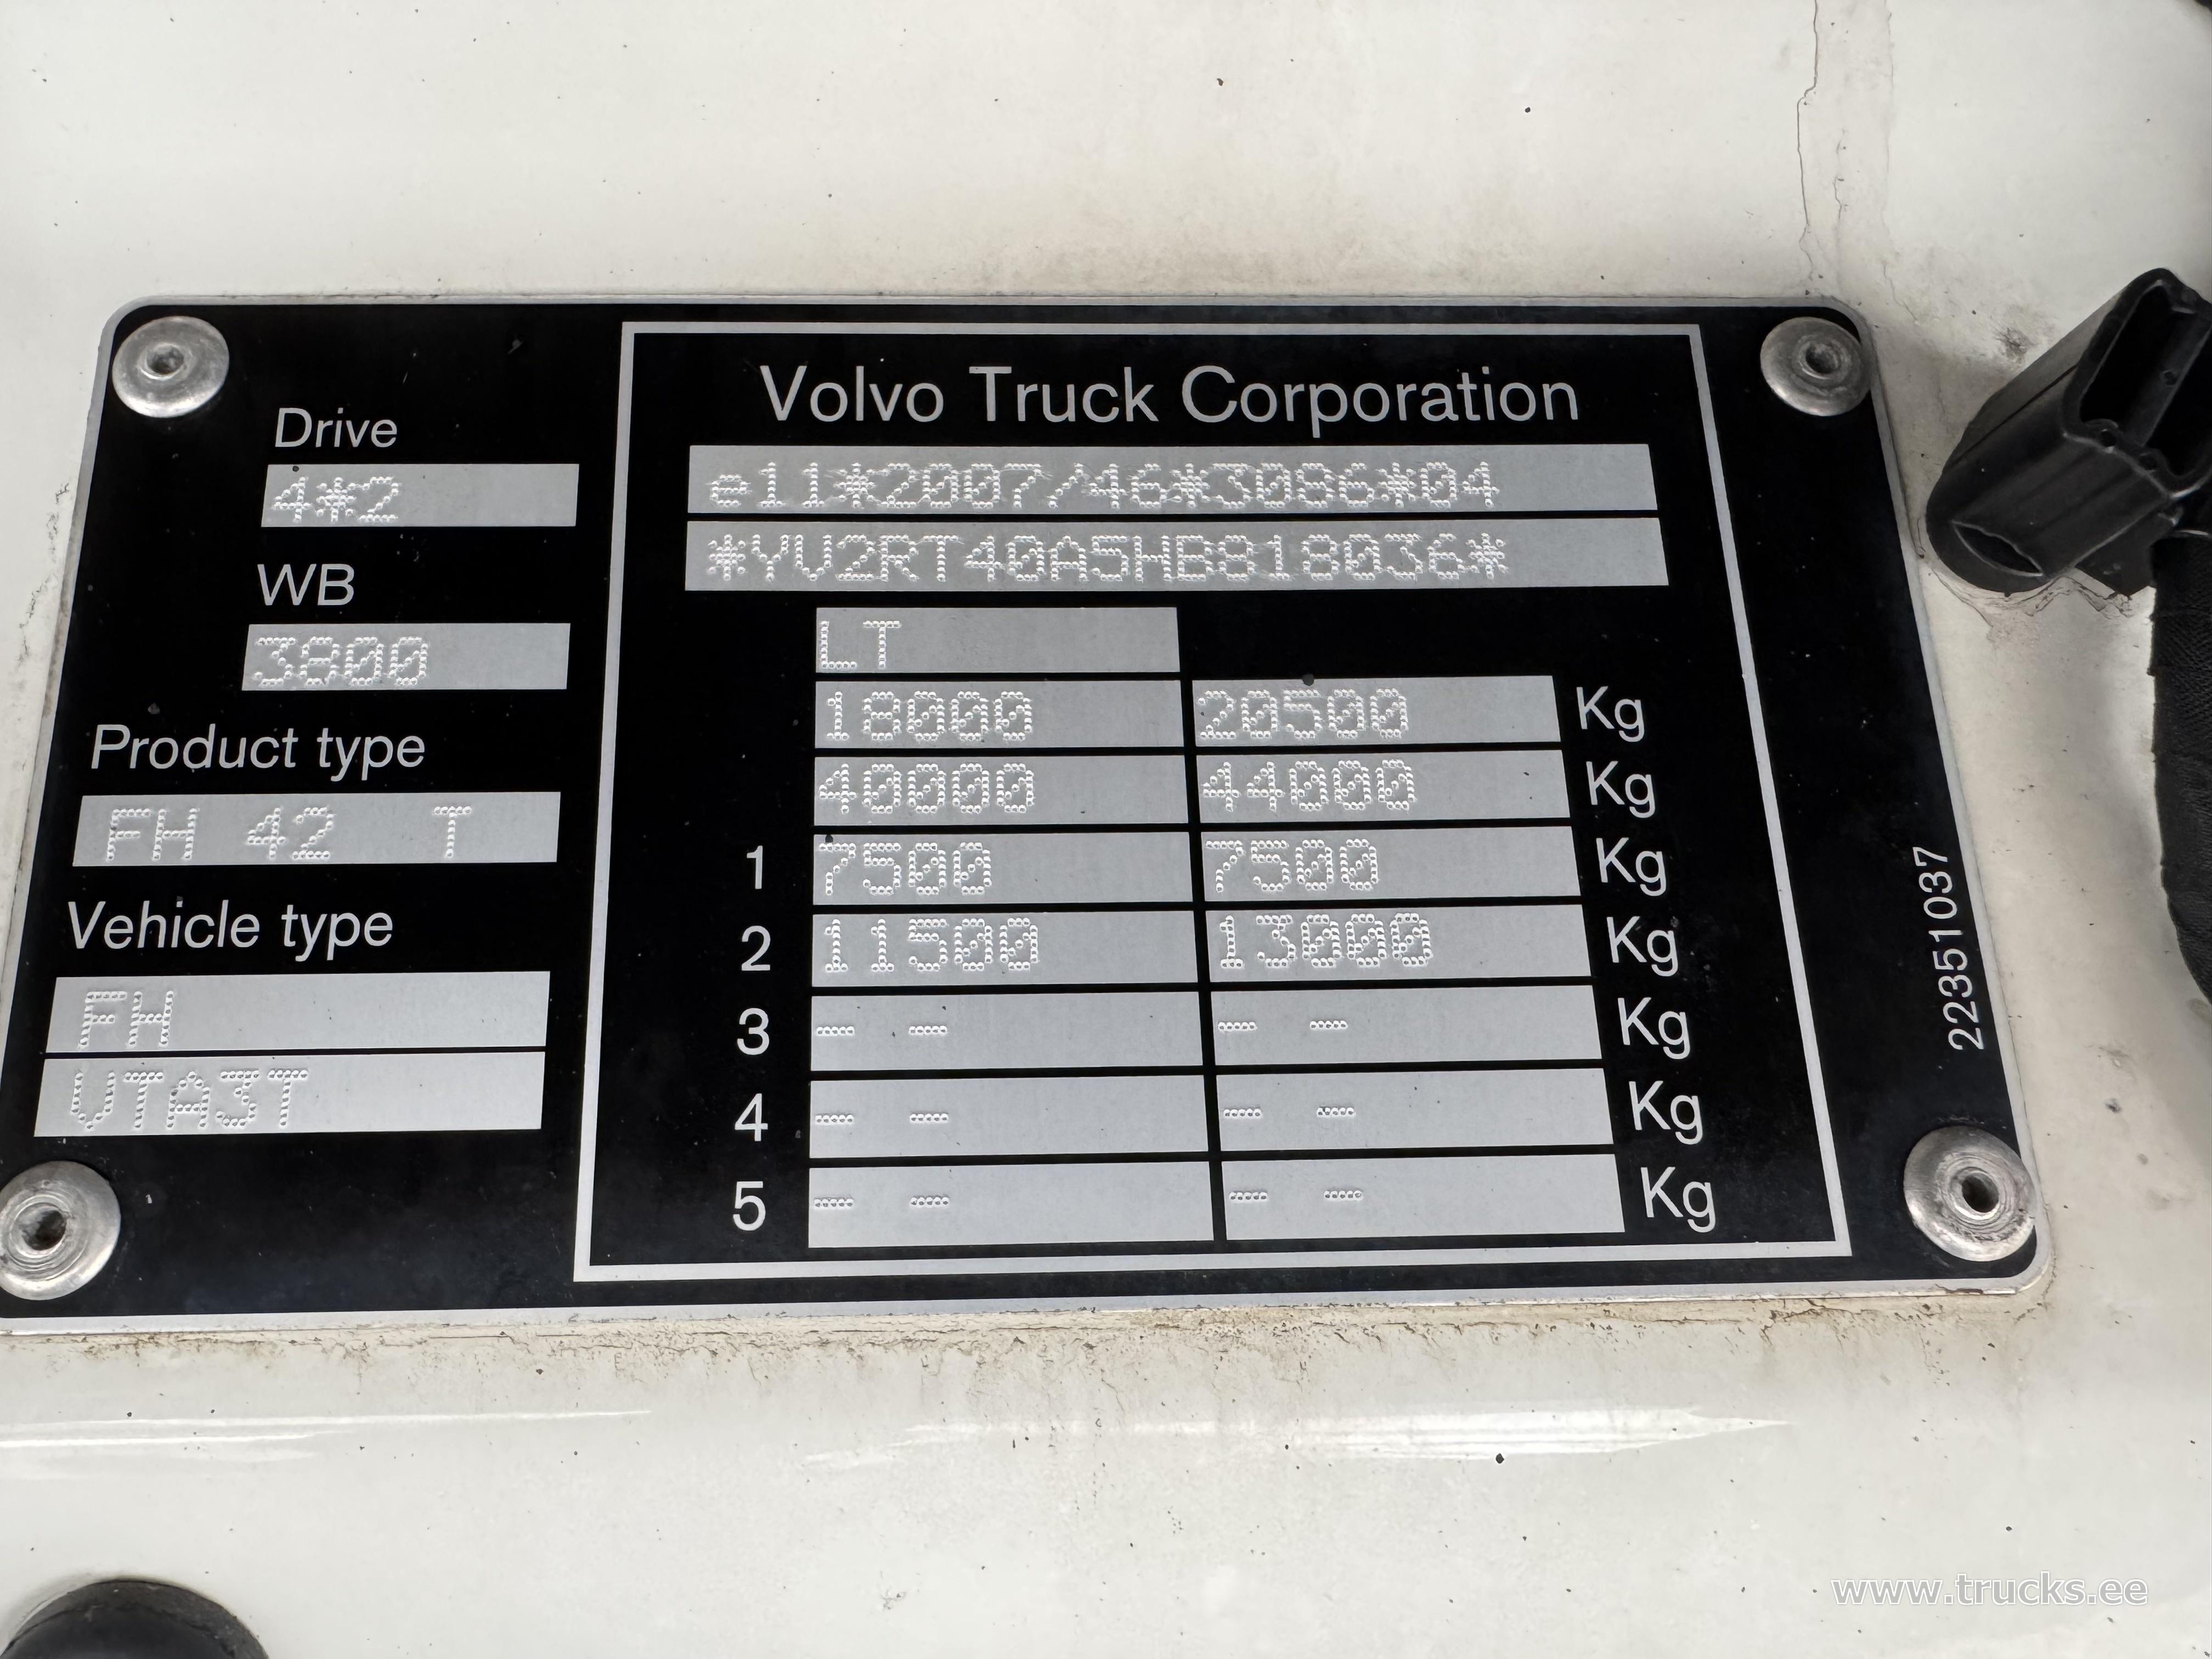 Volvo Truck Corporation
e11*2007/46*3086*04
*YV2RT40A5HB818036*
Drive
4*2
WB
3800
Product type
FH 42 T
Vehicle type
FH
VTA3T
LT
18000 20500 Kg
40000 44000 Kg
1 7500 7500 Kg
2 11500 13000 Kg
3 - - - - Kg
4 - - - - Kg
5 - - - - Kg
22351037
www.trucks.ee